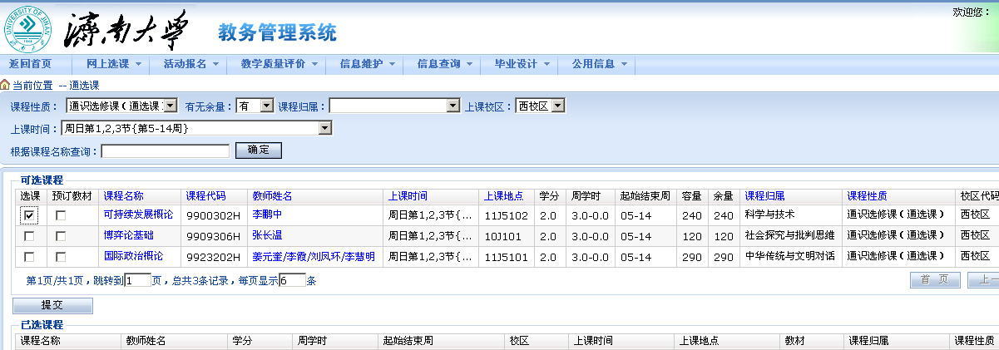 欢迎您：
UNIVERSITY OF JINAN
濟南大学
教务管理系统
返回首页 网上选课 活动报名 教学质量评价 信息维护 信息查询 毕业设计 公用信息
当前位置 -- 通选课
课程性质： 通识选修课（通选课 有无余量： 有 课程归属： 上课校区： 西校区
上课时间： 周日第1,2,3节{第5-14周}
根据课程名称查询： 确定
可选课程
选课 预订教材 课程名称 课程代码 教师姓名 上课时间 上课地点 学分 周学时 起始结束周 容量 余量 课程归属 课程性质 校区代码
可持续发展概论 9900302H 李鹏中 周日第1,2,3节{... 11J5102 2.0 3.0-0.0 05-14 240 240 科学与技术 通识选修课（通选课） 西校区
博弈论基础 9909306H 张长温 周日第1,2,3节{... 10J101 2.0 3.0-0.0 05-14 120 120 社会探究与批判思维 通识选修课（通选课） 西校区
国际政治概论 9923202H 姜元奎/李霞/刘凤环/李慧明 周日第1,2,3节{... 11J5101 2.0 3.0-0.0 05-14 290 290 中华传统与文明对话 通识选修课（通选课） 西校区
第1页/共1页，跳转到 1 页，总共3条记录，每页显示 6 条 首 页 上一
提交
已选课程
课程名称 教师姓名 学分 周学时 起始结束周 校区 上课时间 上课地点 教材 课程归属 课程性质